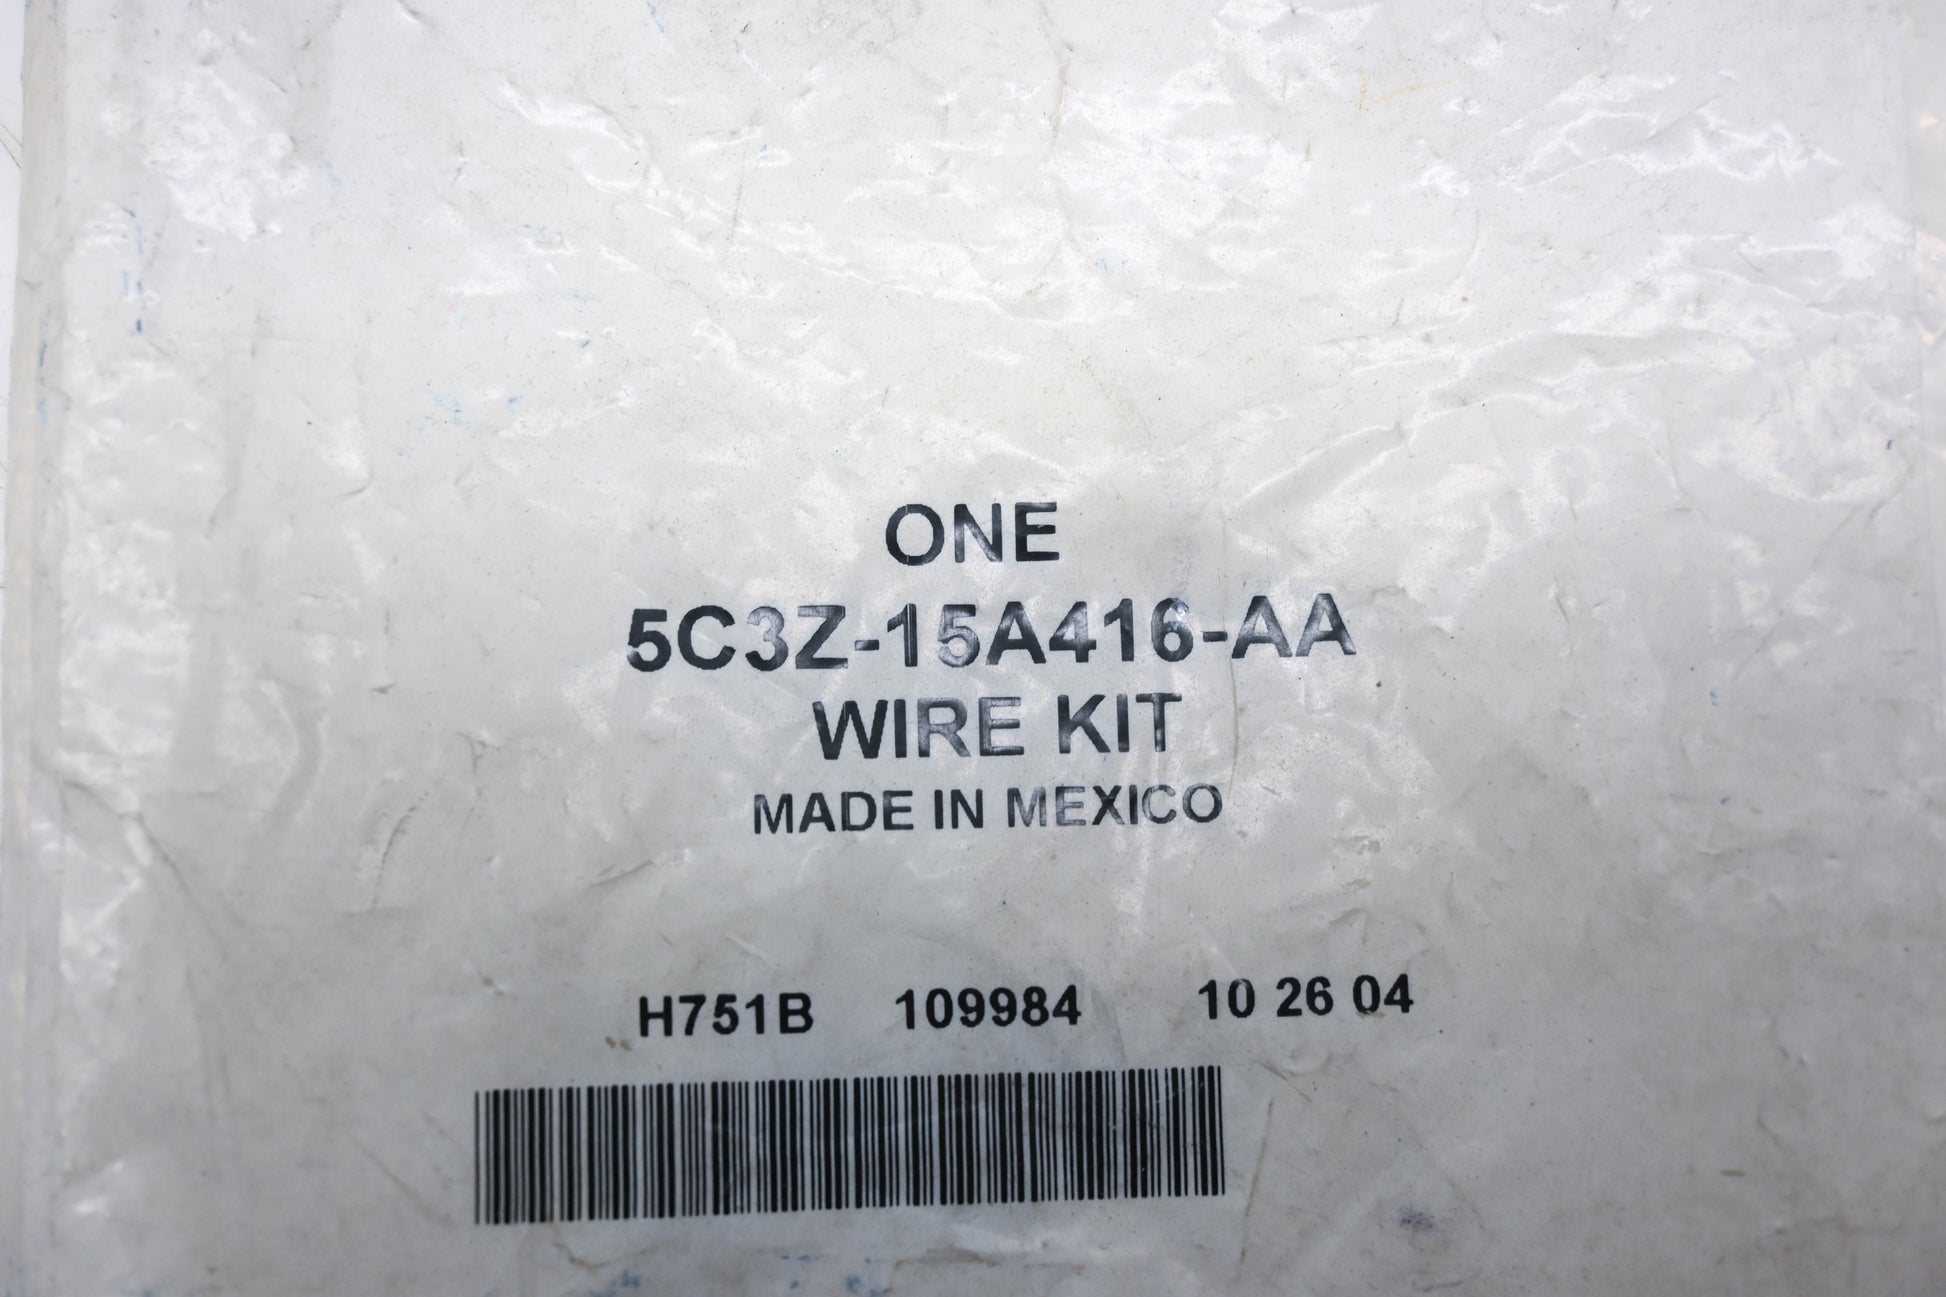 ONE
5C3Z-15A416-AA
WIRE KIT
MADE IN MEXICO
H751B 109984 10 26 04